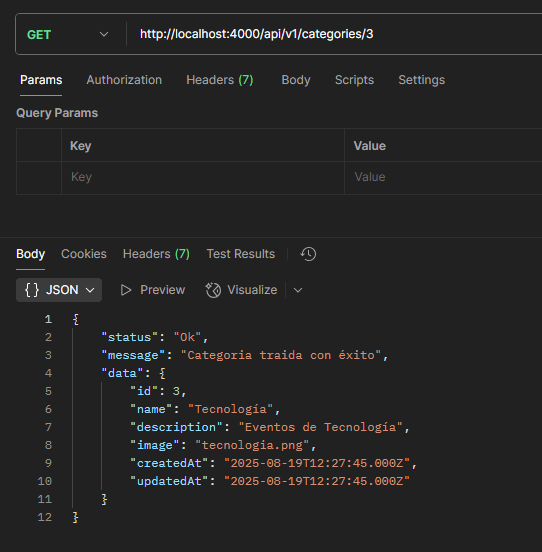 GET http://localhost:4000/api/v1/categories/3
Params Authorization Headers (7) Body Scripts Settings
Query Params
Key Value
Key Value
Body Cookies Headers (7) Test Results
{} JSON Preview Visualize
1 {
2 "status": "Ok",
3 "message": "Categoria traida con éxito",
4 "data": {
5 "id": 3,
6 "name": "Tecnología",
7 "description": "Eventos de Tecnología",
8 "image": "tecnologia.png",
9 "createdAt": "2025-08-19T12:27:45.000Z",
10 "updatedAt": "2025-08-19T12:27:45.000Z"
11 }
12 }